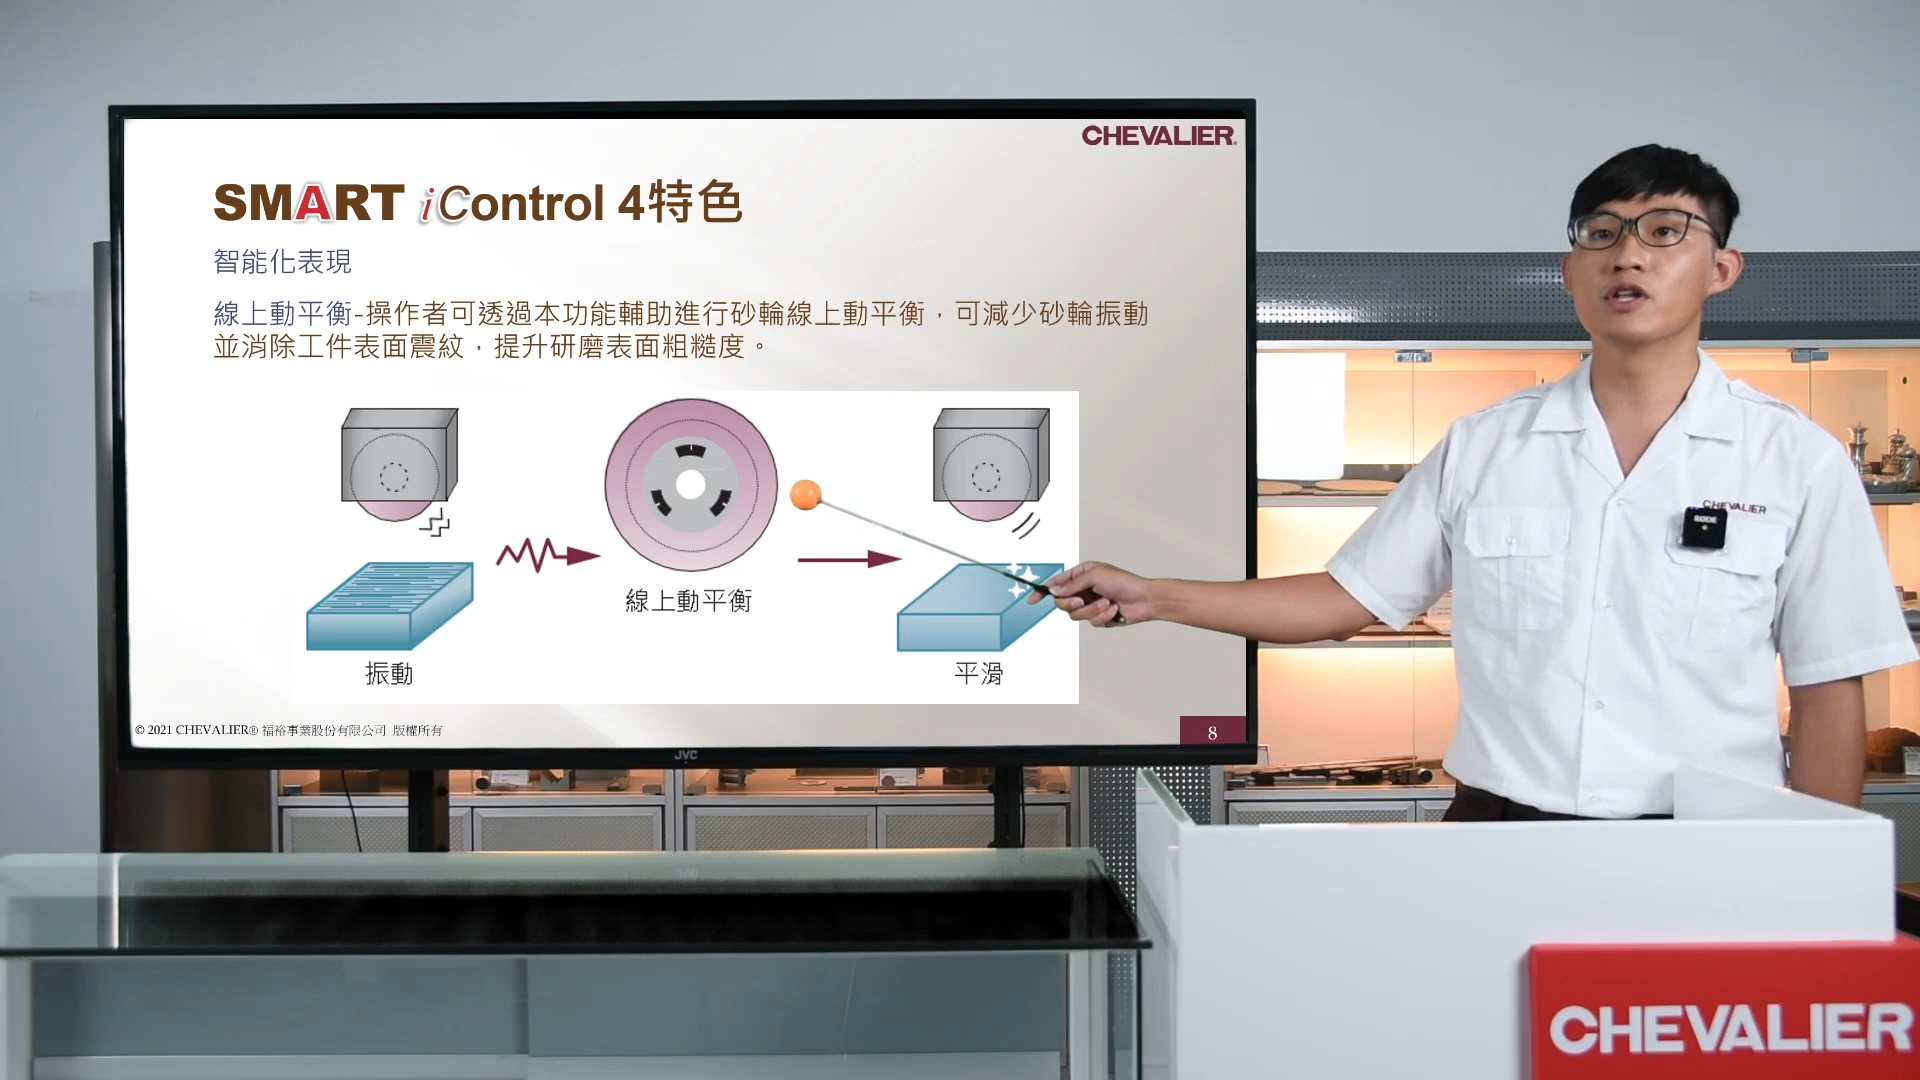 CHEVALIER®
SMART iControl 4特色
智能化表現
線上動平衡-操作者可透過本功能輔助進行砂輪線上動平衡，可減少砂輪振動
並消除工件表面震紋，提升研磨表面粗糙度。
線上動平衡
振動
平滑
© 2021 CHEVALIER® 福裕事業股份有限公司 版權所有
8
JVC
CHEVALIER
RODE
CHEVALIER